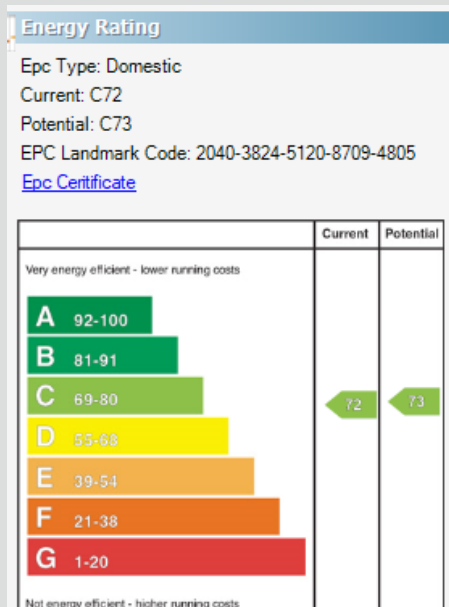 Energy Rating
Epc Type: Domestic
Current: C72
Potential: C73
EPC Landmark Code: 2040-3824-5120-8709-4805
Epc Ceritificate
Current Potential
Very energy efficient - lower running costs
A 92-100
B 81-91
C 69-80 72 73
D 55-68
E 39-54
F 21-38
G 1-20
Not energy efficient - higher running costs